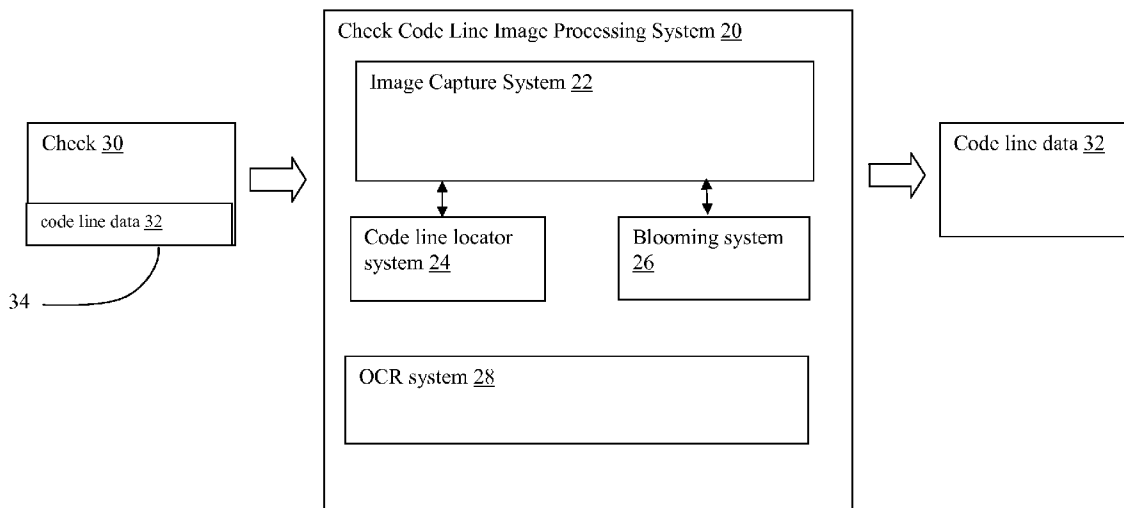 Check Code Line Image Processing System 20
Image Capture System 22
Check 30
code line data 32
34
Code line locator
system 24
Blooming system
26
OCR system 28
Code line data 32